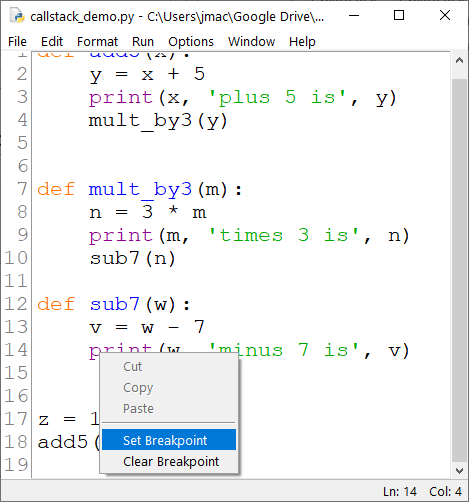 callstack_demo.py - C:\Users\jmac\Google Drive/...
File Edit Format Run Options Window Help
1 def add5(x):
2     y = x + 5
3     print(x, 'plus 5 is', y)
4     mult_by3(y)
5
6
7 def mult_by3(m):
8     n = 3 * m
9     print(m, 'times 3 is', n)
10     sub7(n)
11
12 def sub7(w):
13     v = w - 7
14     print(w, 'minus 7 is', v)
15
16
17 z = 1
18 add5(
19
Cut
Copy
Paste
Set Breakpoint
Clear Breakpoint
Ln: 14 Col: 4